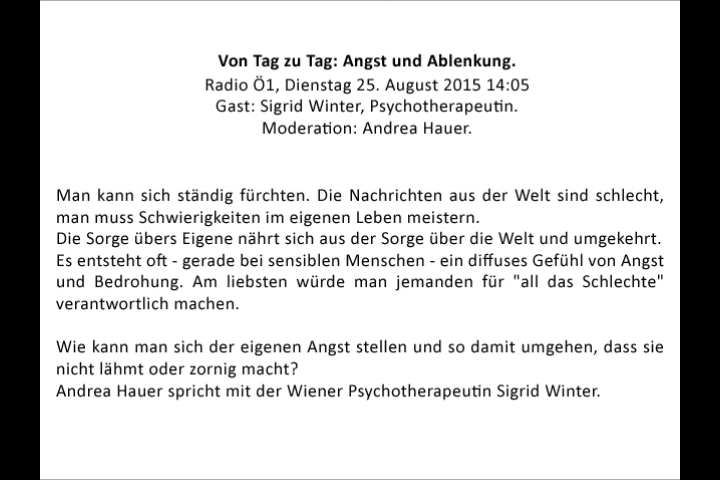 Von Tag zu Tag: Angst und Ablenkung.
Radio Ö1, Dienstag 25. August 2015 14:05
Gast: Sigrid Winter, Psychotherapeutin.
Moderation: Andrea Hauer.
Man kann sich ständig fürchten. Die Nachrichten aus der Welt sind schlecht,
man muss Schwierigkeiten im eigenen Leben meistern.
Die Sorge übers Eigene nährt sich aus der Sorge über die Welt und umgekehrt.
Es entsteht oft - gerade bei sensiblen Menschen - ein diffuses Gefühl von Angst
und Bedrohung. Am liebsten würde man jemanden für "all das Schlechte"
verantwortlich machen.
Wie kann man sich der eigenen Angst stellen und so damit umgehen, dass sie
nicht lähmt oder zornig macht?
Andrea Hauer spricht mit der Wiener Psychotherapeutin Sigrid Winter.